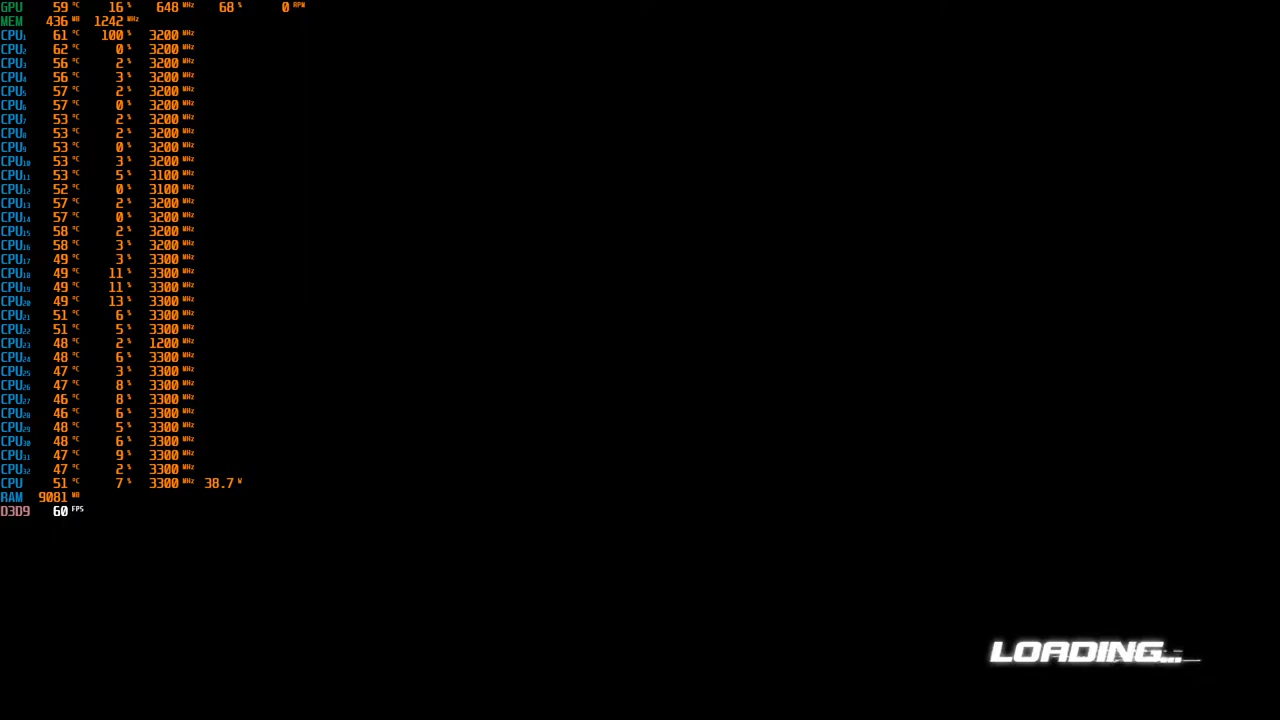 GPU 59 °C 16 % 648 MHz 68 % 0 RPM
MEM 436 MB 1242 MHz
CPU1 61 °C 100 % 3200 MHz
CPU2 62 °C 0 % 3200 MHz
CPU3 56 °C 2 % 3200 MHz
CPU4 56 °C 3 % 3200 MHz
CPU5 57 °C 2 % 3200 MHz
CPU6 57 °C 0 % 3200 MHz
CPU7 53 °C 2 % 3200 MHz
CPU8 53 °C 2 % 3200 MHz
CPU9 53 °C 0 % 3200 MHz
CPU10 53 °C 3 % 3200 MHz
CPU11 53 °C 5 % 3100 MHz
CPU12 52 °C 0 % 3100 MHz
CPU13 57 °C 2 % 3200 MHz
CPU14 57 °C 0 % 3200 MHz
CPU15 58 °C 2 % 3200 MHz
CPU16 58 °C 3 % 3200 MHz
CPU17 49 °C 3 % 3300 MHz
CPU18 49 °C 11 % 3300 MHz
CPU19 49 °C 11 % 3300 MHz
CPU20 49 °C 13 % 3300 MHz
CPU21 51 °C 6 % 3300 MHz
CPU22 51 °C 5 % 3300 MHz
CPU23 48 °C 2 % 1200 MHz
CPU24 48 °C 6 % 3300 MHz
CPU25 47 °C 3 % 3300 MHz
CPU26 47 °C 8 % 3300 MHz
CPU27 46 °C 8 % 3300 MHz
CPU28 46 °C 6 % 3300 MHz
CPU29 48 °C 5 % 3300 MHz
CPU30 48 °C 6 % 3300 MHz
CPU31 47 °C 9 % 3300 MHz
CPU32 47 °C 2 % 3300 MHz
CPU 51 °C 7 % 3300 MHz 38.7 W
RAM 9081 MB
D3D9 60 FPS
LOADING...